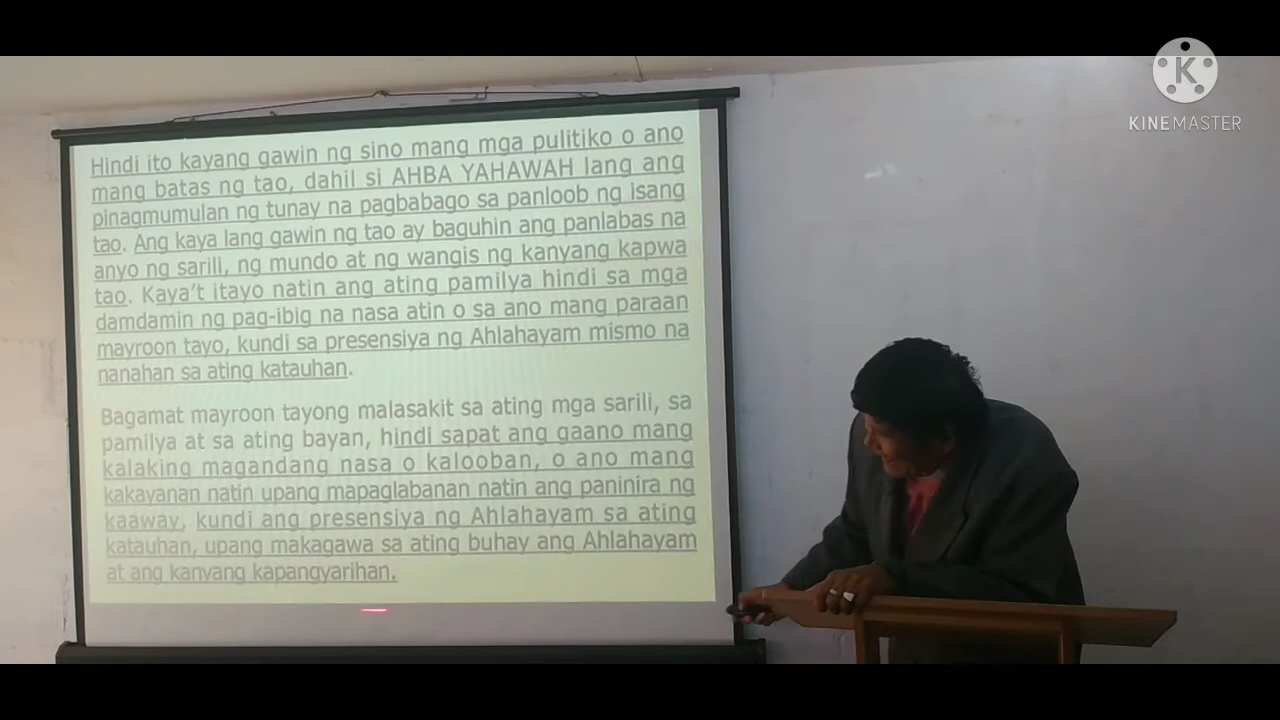 Hindi ito kayang gawin ng sino mang mga pulitiko o ano
mang batas ng tao, dahil si AHBA YAHAWAH lang ang
pinagmumulan ng tunay na pagbabago sa panloob ng isang
tao. Ang kaya lang gawin ng tao ay baguhin ang panlabas na
anyo ng sarili, ng mundo at ng wangis ng kanyang kapwa
tao. Kaya't itayo natin ang ating pamilya hindi sa mga
damdamin ng pag-ibig na nasa atin o sa ano mang paraan
mayroon tayo, kundi sa presensiya ng Ahlahayam mismo na
nanahan sa ating katauhan.
Bagamat mayroon tayong malasakit sa ating mga sarili, sa
pamilya at sa ating bayan, hindi sapat ang gaano mang
kalaking magandang nasa o kalooban, o ano mang
kakayanan natin upang mapaglabanan natin ang paninira ng
kaaway, kundi ang presensiya ng Ahlahayam sa ating
katauhan, upang makagawa sa ating buhay ang Ahlahayam
at ang kanyang kapangyarihan.
K
KINEMASTER